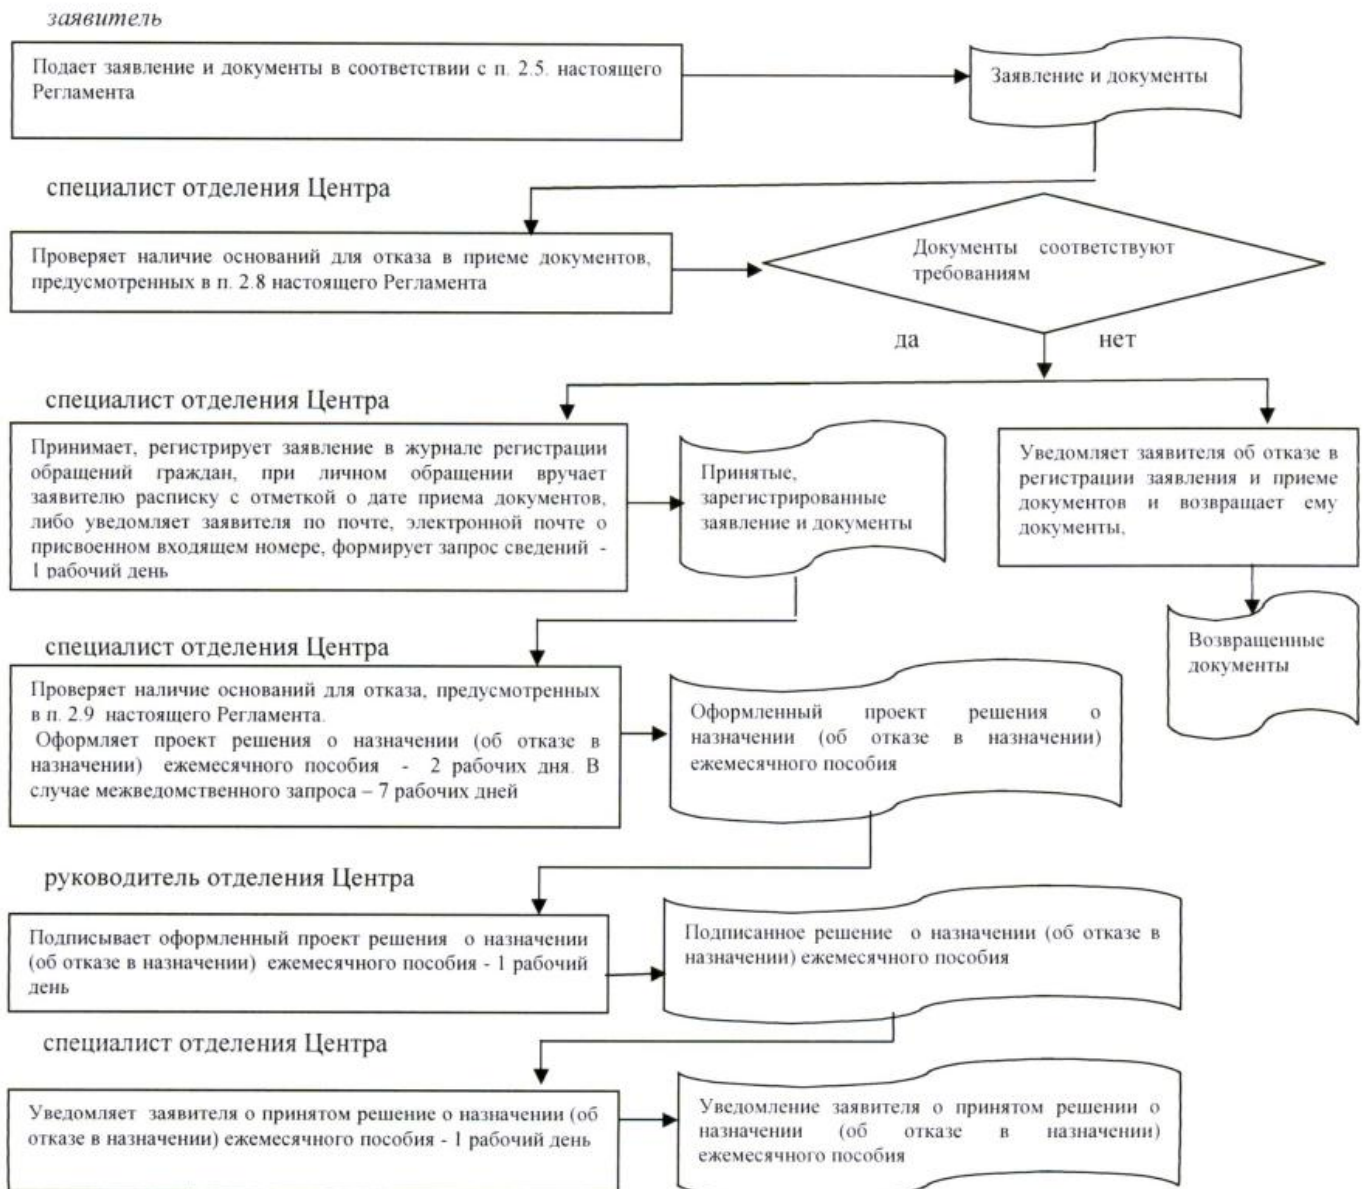 заявитель
Подает заявление и документы в соответствии с п. 2.5. настоящего
Регламента
Заявление и документы
специалист отделения Центра
Проверяет наличие оснований для отказа в приеме документов,
предусмотренных в п. 2.8 настоящего Регламента
Документы соответствуют
требованиям
да
нет
специалист отделения Центра
Принимает, регистрирует заявление в журнале регистрации
обращений граждан, при личном обращении вручает
заявителю расписку с отметкой о дате приема документов,
либо уведомляет заявителя по почте, электронной почте о
присвоенном входящем номере, формирует запрос сведений -
1 рабочий день
Принятые,
зарегистрированные
заявление и документы
Уведомляет заявителя об отказе в
регистрации заявления и приеме
документов и возвращает ему
документы,
Возвращенные
документы
специалист отделения Центра
Проверяет наличие оснований для отказа, предусмотренных
в п. 2.9 настоящего Регламента.
Оформляет проект решения о назначении (об отказе в
назначении) ежемесячного пособия - 2 рабочих дня. В
случае межведомственного запроса – 7 рабочих дней
Оформленный проект решения о
назначении (об отказе в назначении)
ежемесячного пособия
руководитель отделения Центра
Подписывает оформленный проект решения о назначении
(об отказе в назначении) ежемесячного пособия - 1 рабочий
день
Подписанное решение о назначении (об отказе в
назначении) ежемесячного пособия
специалист отделения Центра
Уведомляет заявителя о принятом решение о назначении (об
отказе в назначении) ежемесячного пособия - 1 рабочий день
Уведомление заявителя о принятом решении о
назначении (об отказе в назначении)
ежемесячного пособия